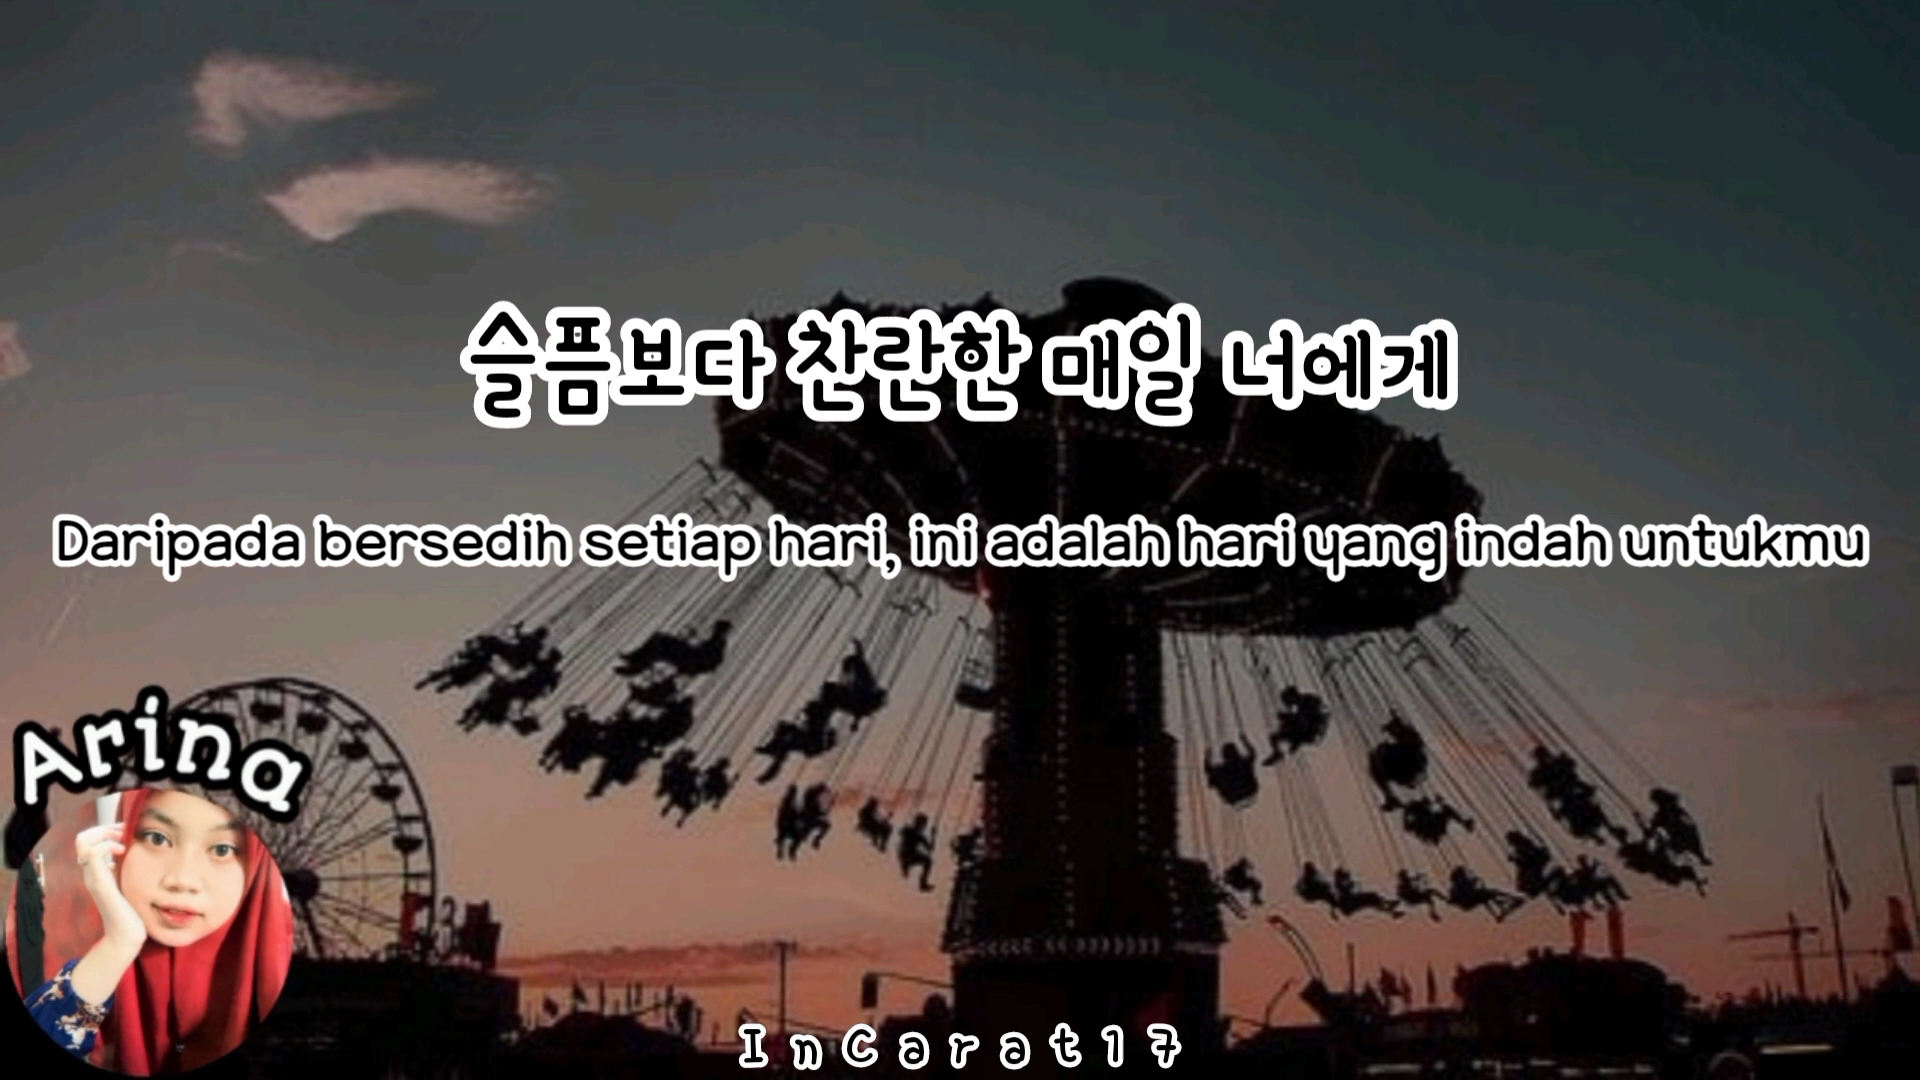 슬픔보다 찬란한 매일 너에게
Daripada bersedih setiap hari, ini adalah hari yang indah untukmu
Arina
InCarat17